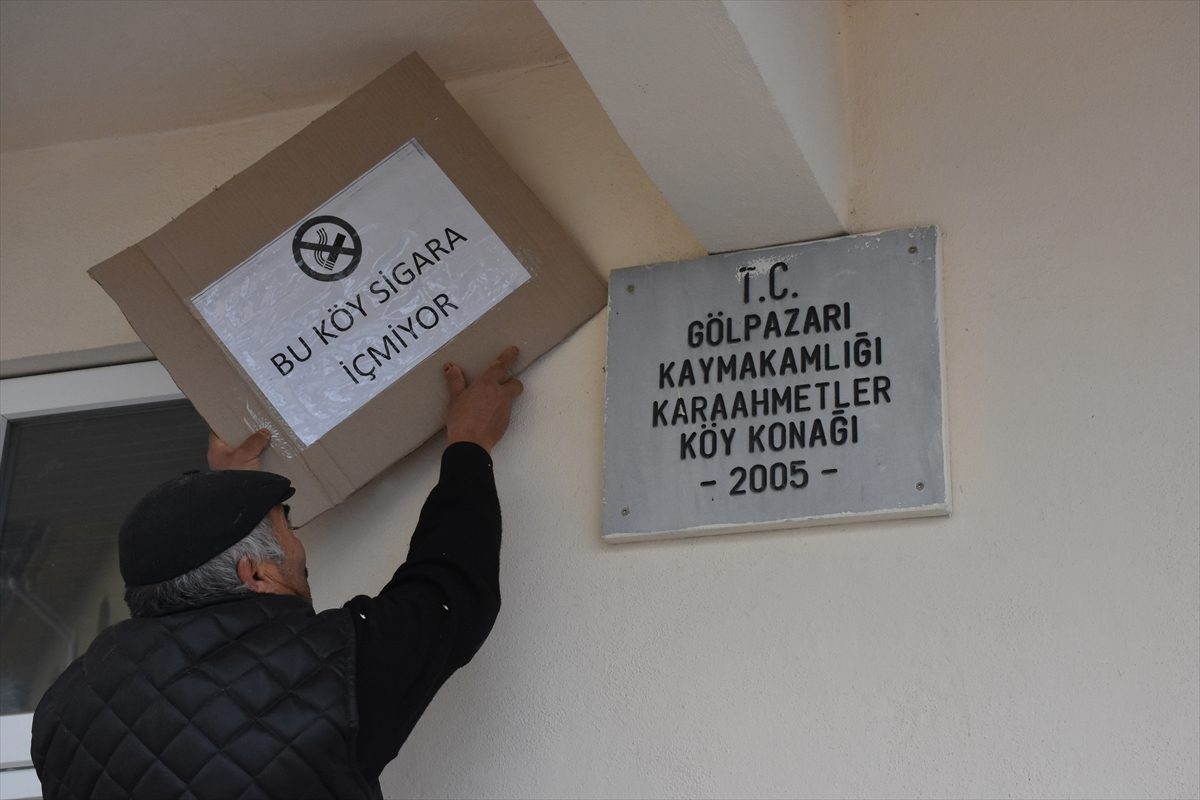 BU KÖY SİGARA
İÇMİYOR
T.C.
GÖLPAZARI
KAYMAKAMLIĞI
KARAAHMETLER
KÖY KONAĞI
- 2005 -